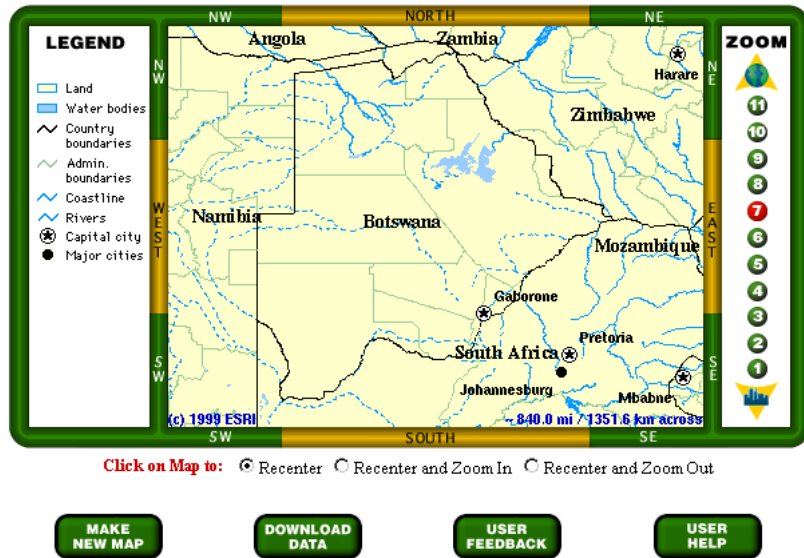 NW NORTH NE
LEGEND
Land
Water bodies
Country
boundaries
Admin.
boundaries
Coastline
Rivers
Capital city
Major cities
NW
WEST
SW
Angola
Zambia
Harare
Zimbabwe
Namibia
Botswana
Mozambique
Gaborone
Pretoria
South Africa
Johannesburg
Mbabne
(c) 1999 ESRI
~ 840.0 mi / 1351.6 km across
NE
EAST
SE
ZOOM
11
10
9
8
7
6
5
4
3
2
1
SW SOUTH SE
Click on Map to: Recenter Recenter and Zoom In Recenter and Zoom Out
MAKE
NEW MAP
DOWNLOAD
DATA
USER
FEEDBACK
USER
HELP